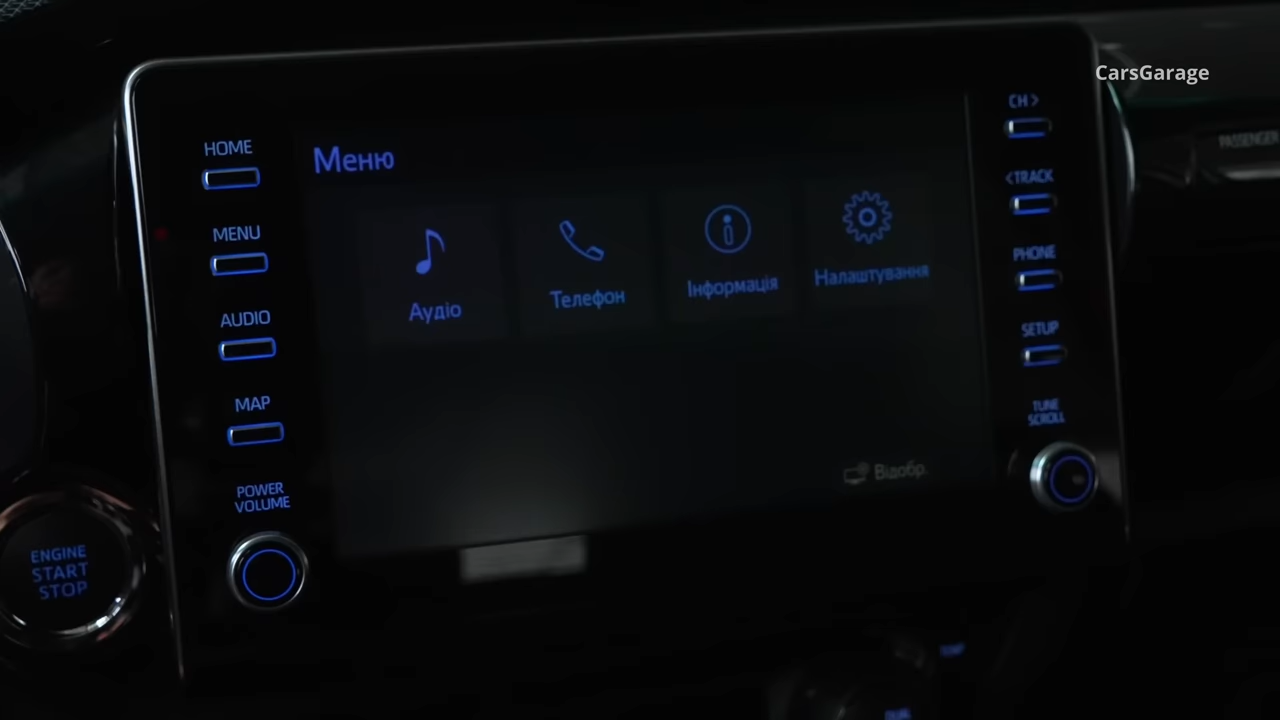 CarsGarage
HOME
MENU
AUDIO
MAP
POWER
VOLUME
ENGINE
START
STOP
Меню
Аудіо
Телефон
Інформація
Налаштування
Відобр.
CH >
< TRACK
PHONE
SETUP
TUNE
SCROLL
PASSENGER